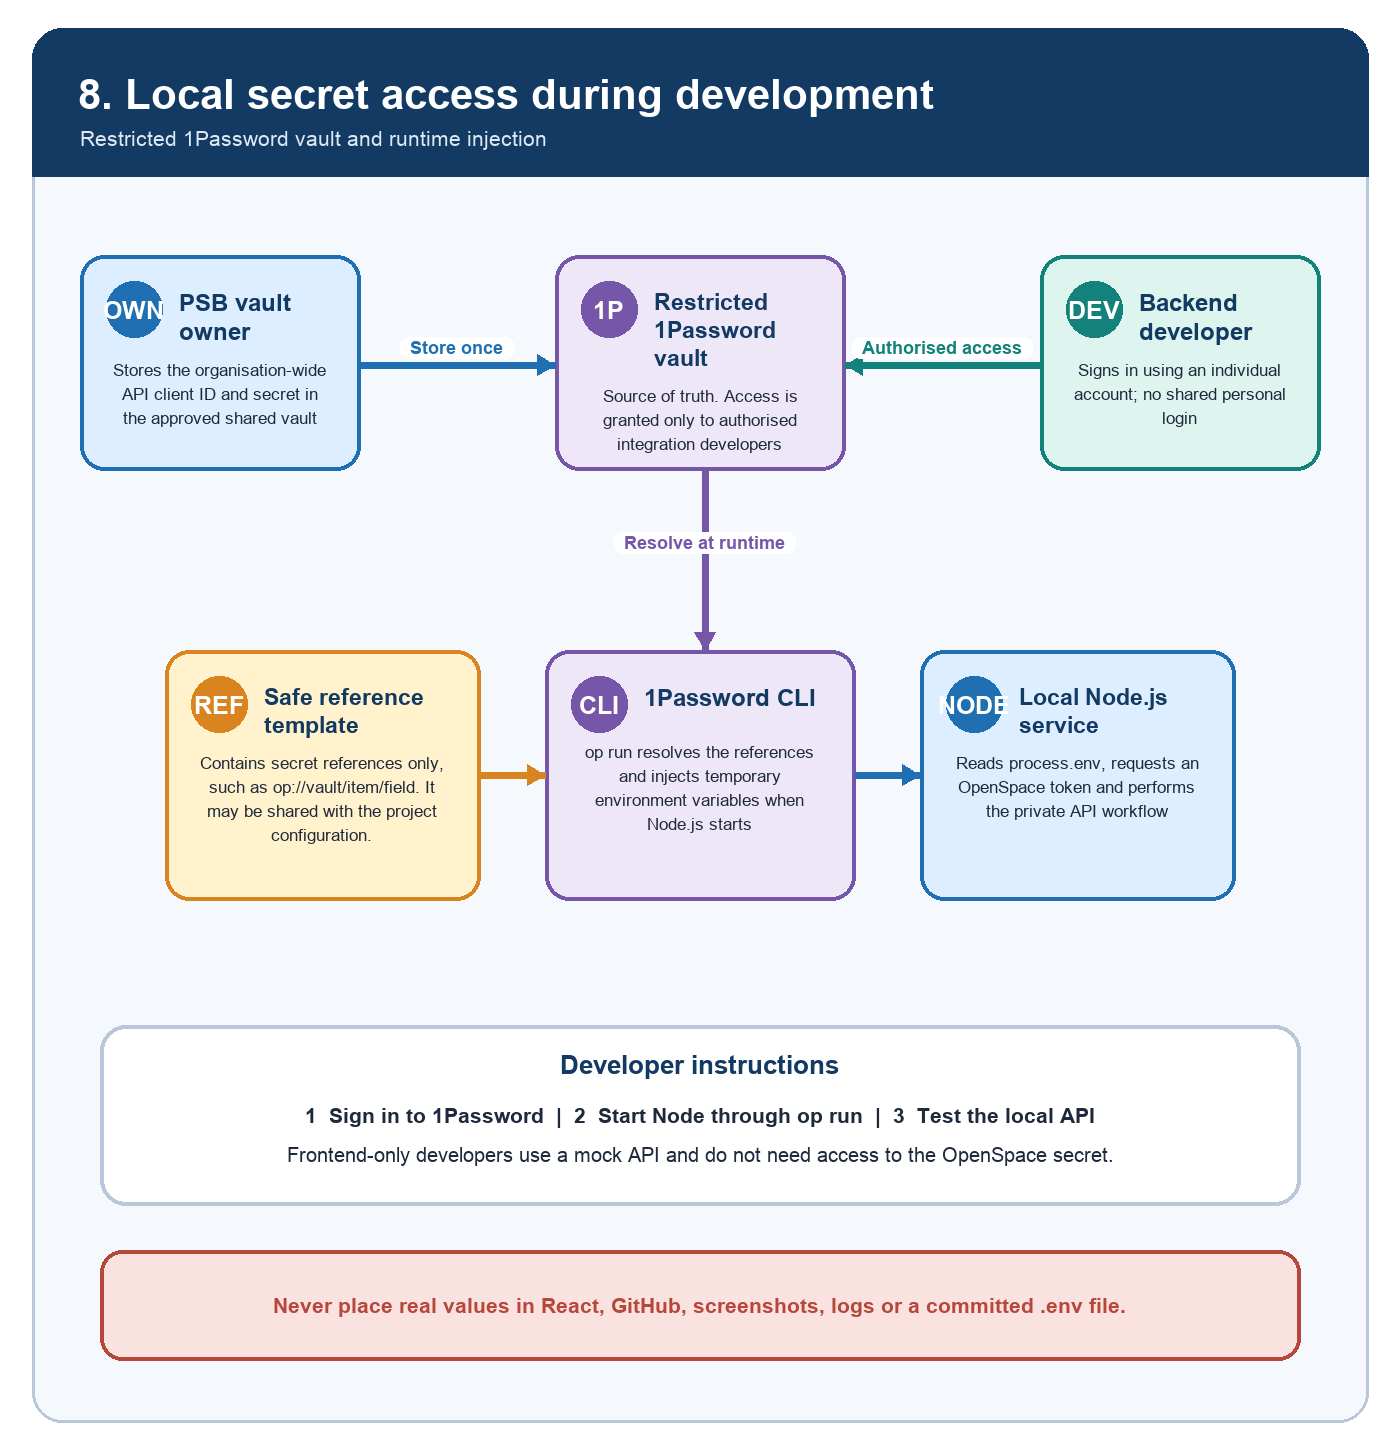 8. Local secret access during development
Restricted 1Password vault and runtime injection
OWN
PSB vault
owner
Stores the organisation-wide
API client ID and secret in
the approved shared vault
Store once
1P
Restricted
1Password
vault
Source of truth. Access is
granted only to authorised
integration developers
Authorised access
DEV
Backend
developer
Signs in using an individual
account; no shared personal
login
Resolve at runtime
REF
Safe reference
template
Contains secret references only,
such as op://vault/item/field. It
may be shared with the project
configuration.
CLI
1Password CLI
op run resolves the references
and injects temporary
environment variables when
Node.js starts
NODE
Local Node.js
service
Reads process.env, requests an
OpenSpace token and performs
the private API workflow
Developer instructions
1 Sign in to 1Password | 2 Start Node through op run | 3 Test the local API
Frontend-only developers use a mock API and do not need access to the OpenSpace secret.
Never place real values in React, GitHub, screenshots, logs or a committed .env file.